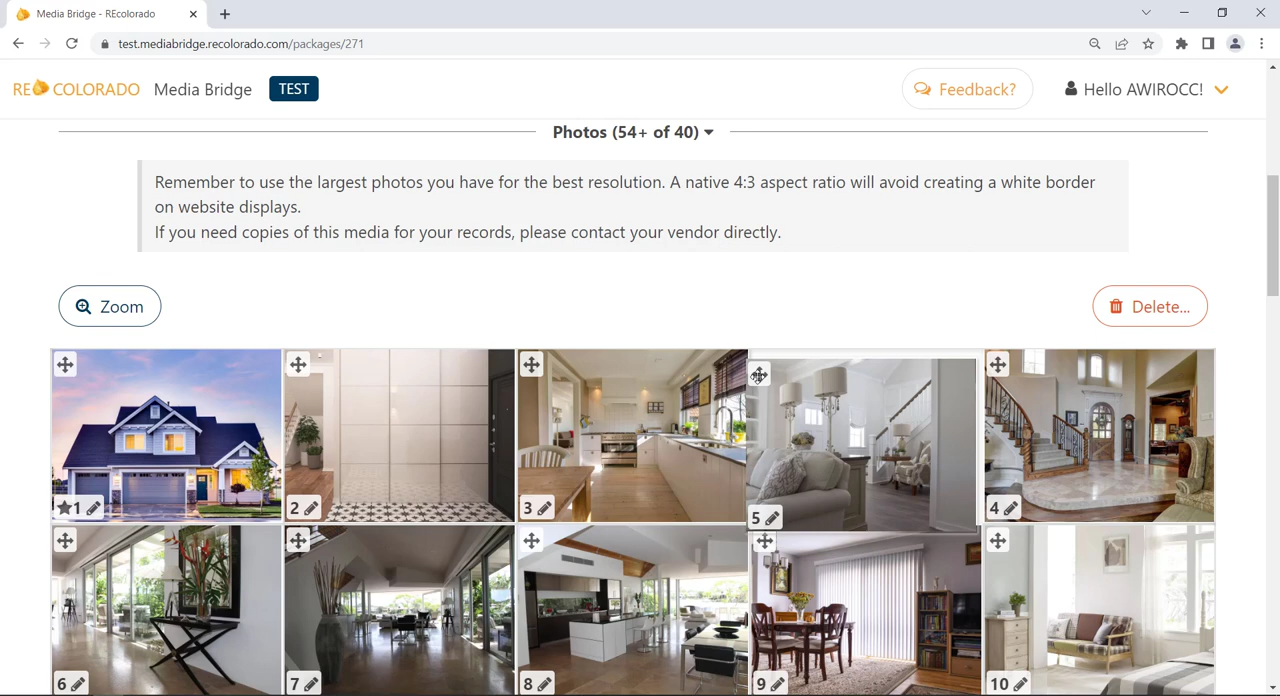 Media Bridge - REcolorado
test.mediabridge.recolorado.com/packages/271
RECOLORADO Media Bridge TEST Feedback? Hello AWIROCC!
Photos (54+ of 40)
Remember to use the largest photos you have for the best resolution. A native 4:3 aspect ratio will avoid creating a white border
on website displays.
If you need copies of this media for your records, please contact your vendor directly.
Zoom Delete...
1 2 3 5 4
6 7 8 9 10